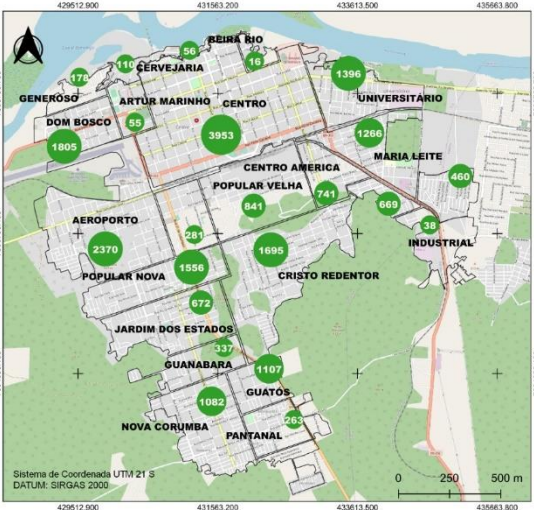 429512.900 431563.200 433613.500 435663.800
BEIRA RIO
56
110
CERVEJARIA
16
178
1396
GENEROSO
ARTUR MARINHO
CENTRO
UNIVERSITÁRIO
DOM BOSCO
55
1266
3953
1805
MARIA LEITE
CENTRO AMERICA
460
POPULAR VELHA
741
841
669
AEROPORTO
38
281
INDUSTRIAL
2370
1695
1556
POPULAR NOVA
CRISTO REDENTOR
672
JARDIM DOS ESTADOS
337
GUANABARA
1107
GUATÓS
1082
263
NOVA CORUMBA
PANTANAL
Sistema de Coordenada UTM 21 S
DATUM: SIRGAS 2000
0 250 500 m
429512.900 431563.200 433613.500 435663.800